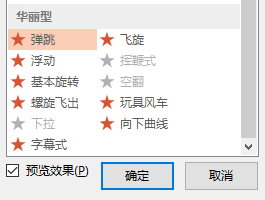 华丽型
弹跳 飞旋
浮动 挥鞭式
基本旋转 空翻
螺旋飞出 玩具风车
下拉 向下曲线
字幕式
预览效果(P) 确定 取消